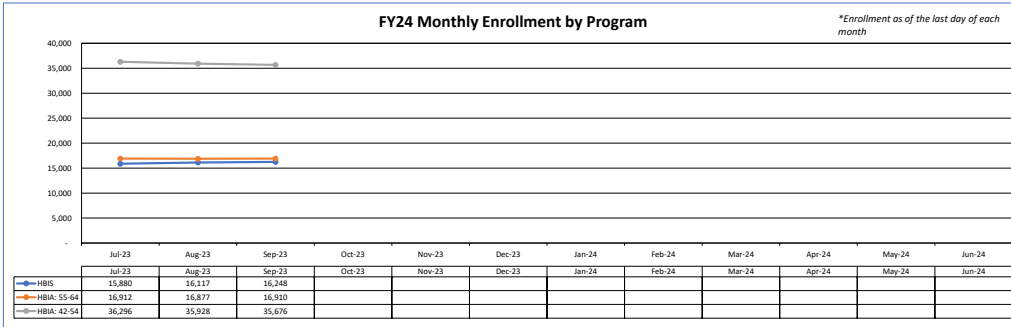 FY24 Monthly Enrollment by Program
*Enrollment as of the last day of each
month
40,000
35,000
30,000
25,000
20,000
15,000
10,000
5,000
-
Jul-23 Aug-23 Sep-23 Oct-23 Nov-23 Dec-23 Jan-24 Feb-24 Mar-24 Apr-24 May-24 Jun-24
Jul-23 Aug-23 Sep-23 Oct-23 Nov-23 Dec-23 Jan-24 Feb-24 Mar-24 Apr-24 May-24 Jun-24
HBIS 15,880 16,117 16,248
HBIA: 55-64 16,912 16,877 16,910
HBIA: 42-54 36,296 35,928 35,676